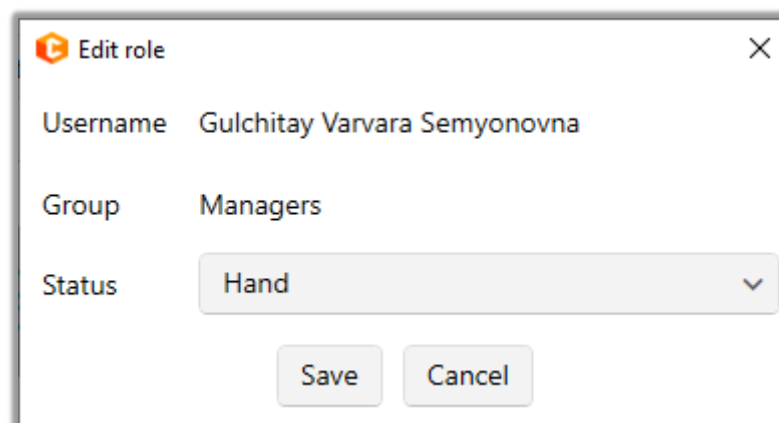 Edit role
Username Gulchitay Varvara Semyonovna
Group Managers
Status Hand
Save Cancel